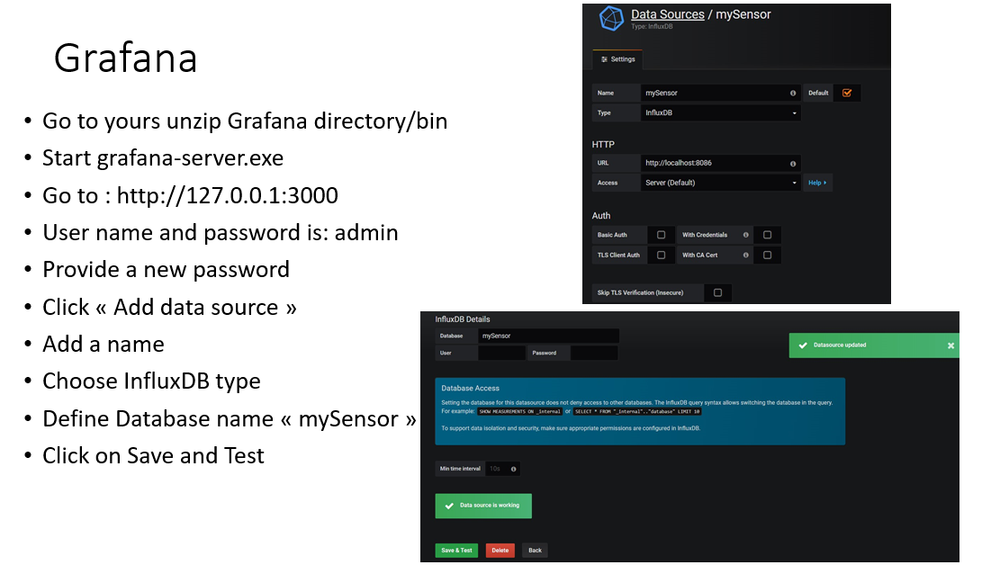 Grafana
• Go to yours unzip Grafana directory/bin
• Start grafana-server.exe
• Go to : http://127.0.0.1:3000
• User name and password is: admin
• Provide a new password
• Click « Add data source »
• Add a name
• Choose InfluxDB type
• Define Database name « mySensor »
• Click on Save and Test
Data Sources / mySensor
Type: InfluxDB
Settings
Name mySensor Default
Type InfluxDB
HTTP
URL http://localhost:8086
Access Server (Default) Help
Auth
Basic Auth With Credentials
TLS Client Auth With CA Cert
Skip TLS Verification (Insecure)
InfluxDB Details
Database mySensor
User Password
Datasource updated
Database Access
Setting the database for this datasource does not deny access to other databases. The InfluxDB query syntax allows switching the database in the query.
For example: SHOW MEASUREMENTS ON _internal or SELECT * FROM "_internal".."database" LIMIT 10
To support data isolation and security, make sure appropriate permissions are configured in InfluxDB.
Min time interval 10s
Data source is working
Save & Test Delete Back